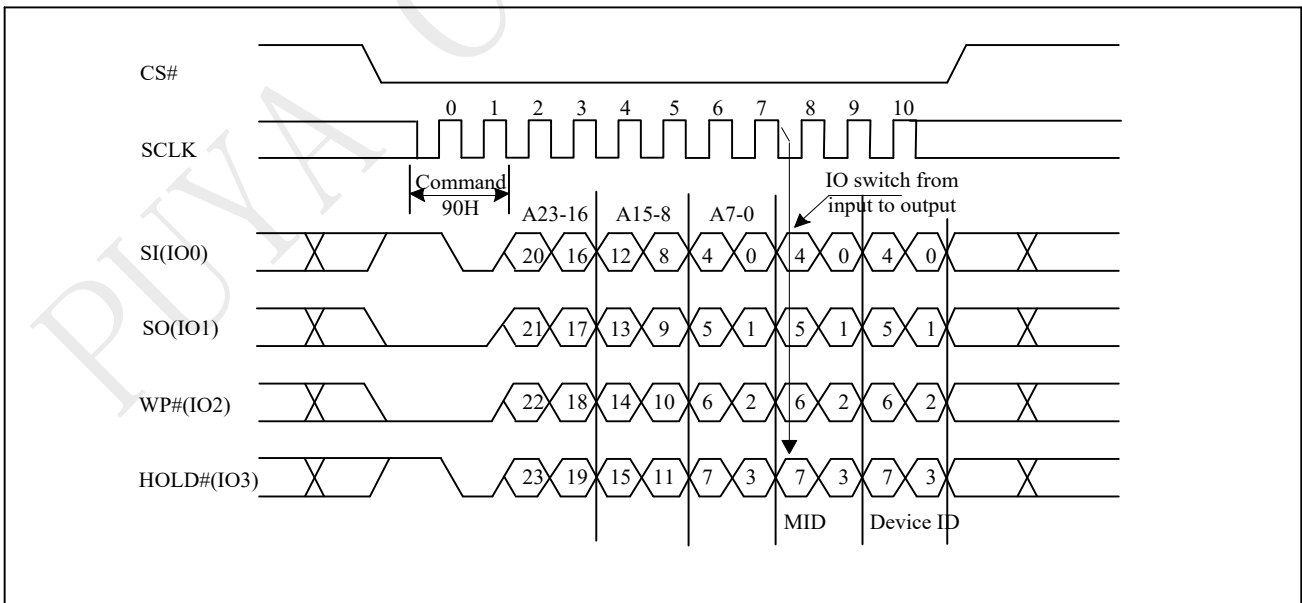 PUYA
CS#
0 1 2 3 4 5 6 7 8 9 10
SCLK
Command
90H
IO switch from
input to output
A23-16 A15-8 A7-0
SI(IO0) 20 16 12 8 4 0 4 0 4 0
SO(IO1) 21 17 13 9 5 1 5 1 5 1
WP#(IO2) 22 18 14 10 6 2 6 2 6 2
HOLD#(IO3) 23 19 15 11 7 3 7 3 7 3
MID Device ID